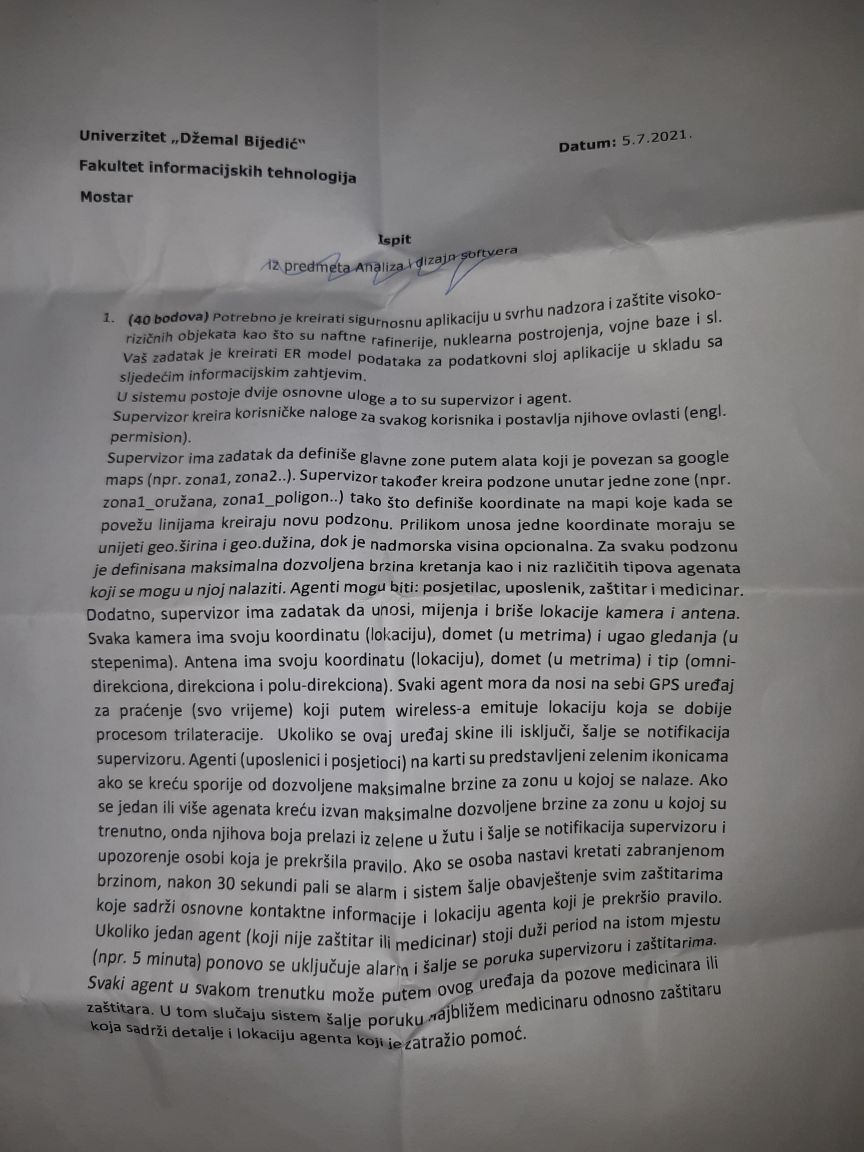 Univerzitet „Džemal Bijedić“
Datum: 5.7.2021.
Fakultet informacijskih tehnologija
Mostar
Ispit
iz predmeta Analiza i dizajn softvera
1. (40 bodova) Potrebno je kreirati sigurnosnu aplikaciju u svrhu nadzora i zaštite visoko-
rizičnih objekata kao što su naftne rafinerije, nuklearna postrojenja, vojne baze i sl.
Vaš zadatak je kreirati ER model podataka za podatkovni sloj aplikacije u skladu sa
sljedećim informacijskim zahtjevim.
U sistemu postoje dvije osnovne uloge a to su supervizor i agent.
Supervizor kreira korisničke naloge za svakog korisnika i postavlja njihove ovlasti (engl.
permision).
Supervizor ima zadatak da definiše glavne zone putem alata koji je povezan sa google
maps (npr. zona1, zona2..). Supervizor također kreira podzone unutar jedne zone (npr.
zona1_oružana, zona1_poligon..) tako što definiše koordinate na mapi koje kada se
povežu linijama kreiraju novu podzonu. Prilikom unosa jedne koordinate moraju se
unijeti geo.širina i geo.dužina, dok je nadmorska visina opcionalna. Za svaku podzonu
je definisana maksimalna dozvoljena brzina kretanja kao i niz različitih tipova agenata
koji se mogu u njoj nalaziti. Agenti mogu biti: posjetilac, uposlenik, zaštitar i medicinar.
Dodatno, supervizor ima zadatak da unosi, mijenja i briše lokacije kamera i antena.
Svaka kamera ima svoju koordinatu (lokaciju), domet (u metrima) i ugao gledanja (u
stepenima). Antena ima svoju koordinatu (lokaciju), domet (u metrima) i tip (omni-
direkciona, direkciona i polu-direkciona). Svaki agent mora da nosi na sebi GPS uređaj
za praćenje (svo vrijeme) koji putem wireless-a emituje lokaciju koja se dobije
procesom trilateracije. Ukoliko se ovaj uređaj skine ili isključi, šalje se notifikacija
supervizoru. Agenti (uposlenici i posjetioci) na karti su predstavljeni zelenim ikonicama
ako se kreću sporije od dozvoljene maksimalne brzine za zonu u kojoj se nalaze. Ako
se jedan ili više agenata kreću izvan maksimalne dozvoljene brzine za zonu u kojoj su
trenutno, onda njihova boja prelazi iz zelene u žutu i šalje se notifikacija supervizoru i
upozorenje osobi koja je prekršila pravilo. Ako se osoba nastavi kretati zabranjenom
brzinom, nakon 30 sekundi pali se alarm i sistem šalje obavještenje svim zaštitarima
koje sadrži osnovne kontaktne informacije i lokaciju agenta koji je prekršio pravilo.
Ukoliko jedan agent (koji nije zaštitar ili medicinar) stoji duži period na istom mjestu
(npr. 5 minuta) ponovo se uključuje alarm i šalje se poruka supervizoru i zaštitarima.
Svaki agent u svakom trenutku može putem ovog uređaja da pozove medicinara ili
zaštitara. U tom slučaju sistem šalje poruku najbližem medicinaru odnosno zaštitaru
koja sadrži detalje i lokaciju agenta koji je zatražio pomoć.